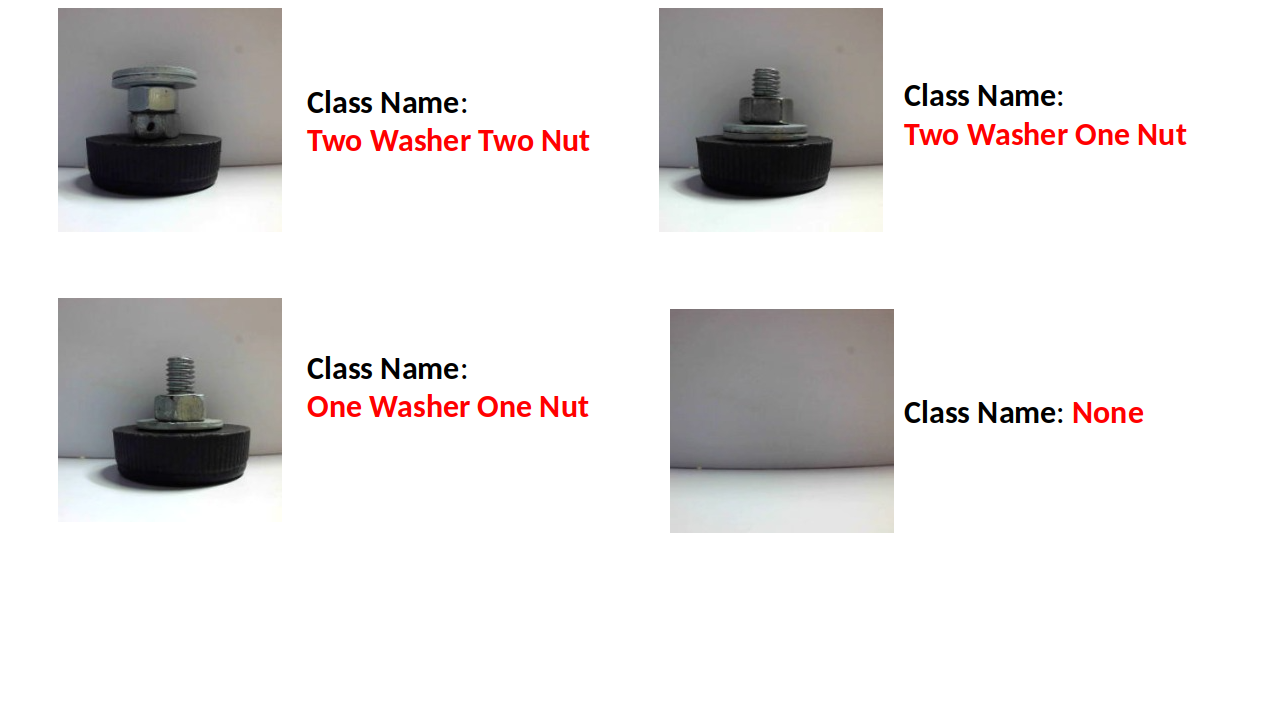 Class Name:
Two Washer Two Nut
Class Name:
Two Washer One Nut
Class Name:
One Washer One Nut
Class Name: None